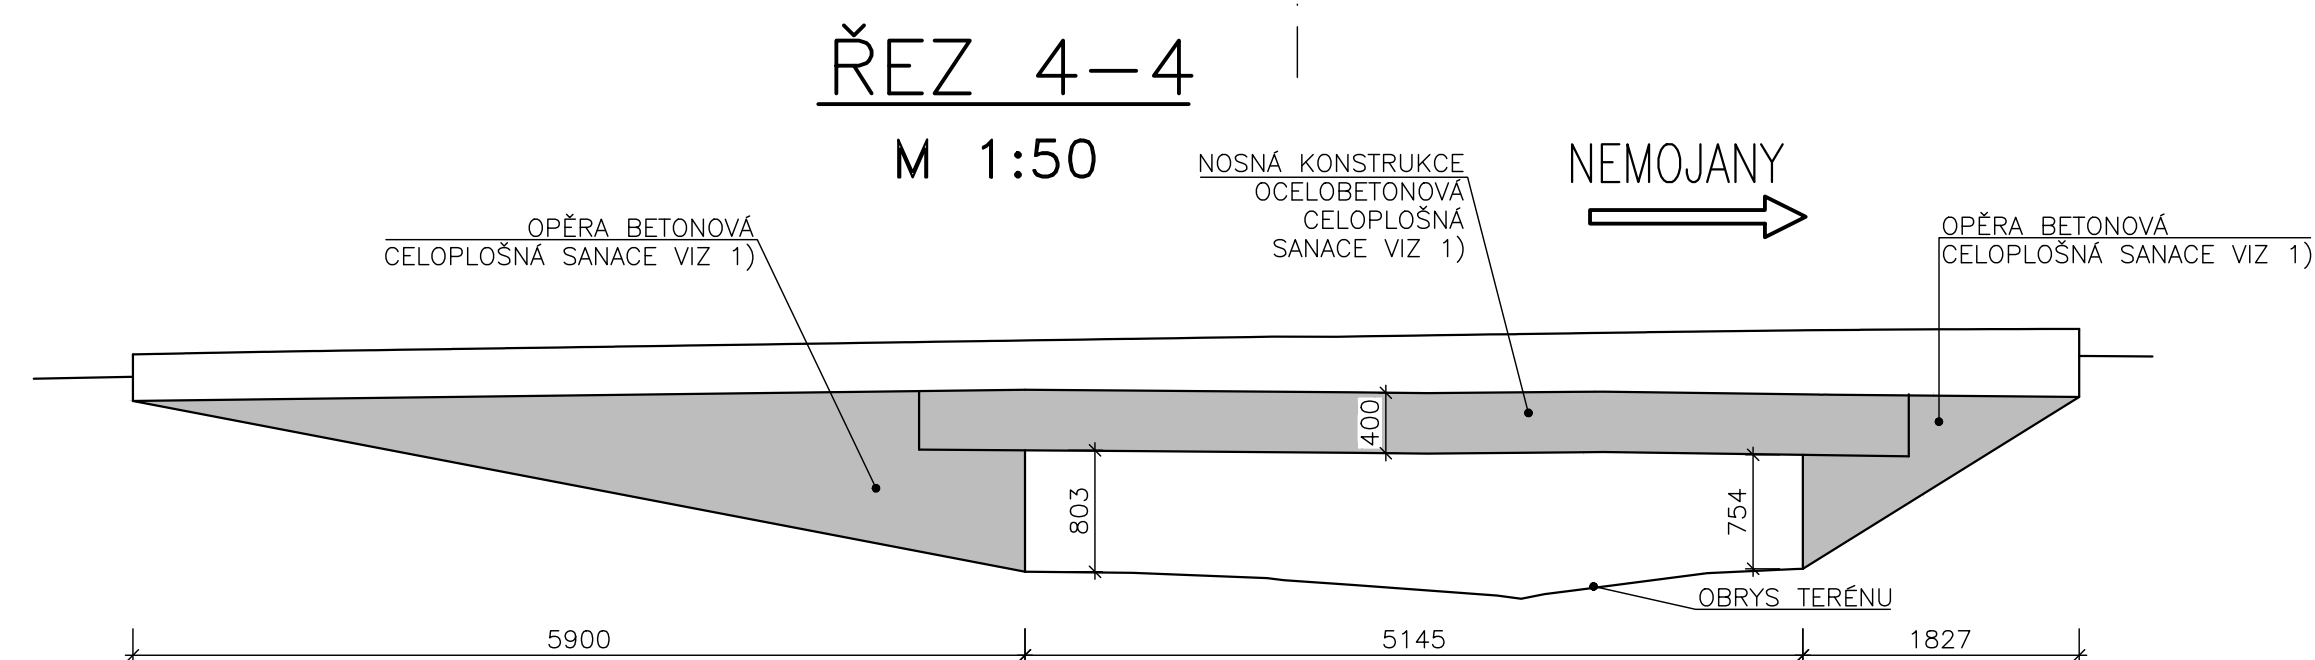 ŘEZ 4-4
M 1:50
NOSNÁ KONSTRUKCE
OCELOBETONOVÁ
CELOPLOŠNÁ
SANACE VIZ 1)
NEMOJANY
OPĚRA BETONOVÁ
CELOPLOŠNÁ SANACE VIZ 1)
OPĚRA BETONOVÁ
CELOPLOŠNÁ SANACE VIZ 1)
400
803
754
OBRYS TERÉNU
5900
5145
1827